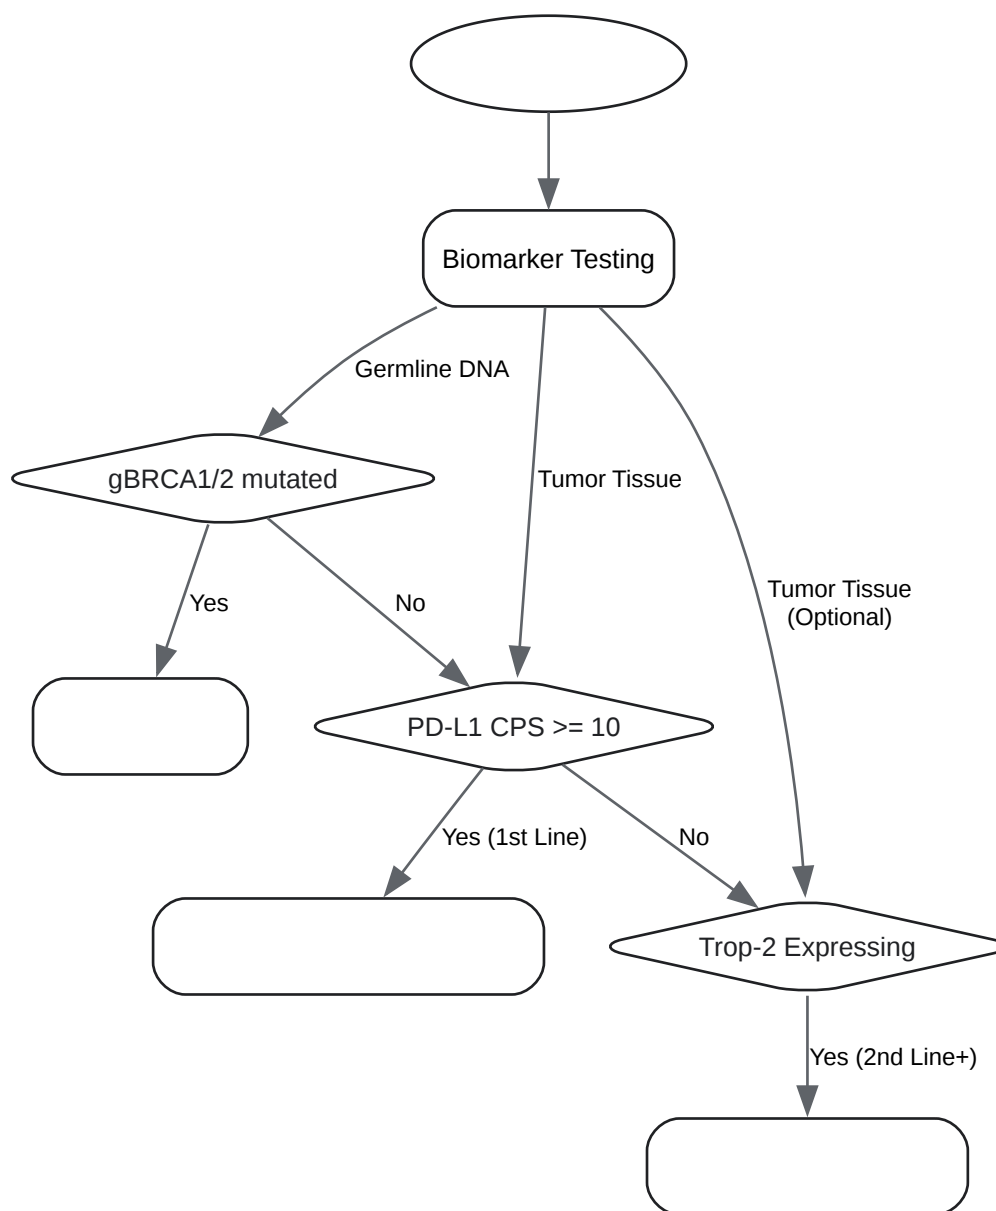 Biomarker Testing
Germline DNA
gBRCA1/2 mutated
Tumor Tissue
Yes
No
Tumor Tissue
(Optional)
PD-L1 CPS >= 10
Yes (1st Line)
No
Trop-2 Expressing
Yes (2nd Line+)